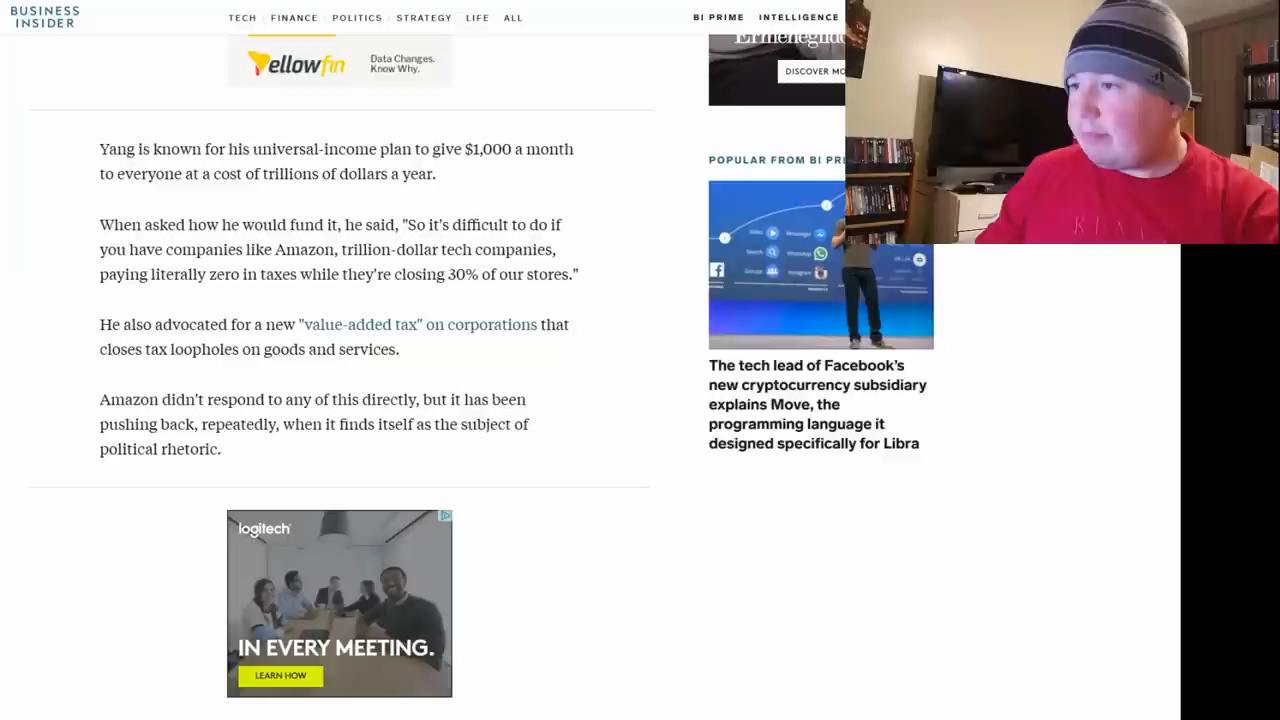 BUSINESS
INSIDER
TECH
FINANCE
POLITICS
STRATEGY
LIFE
ALL
BI PRIME
INTELLIGENCE
ellowfin
Data Changes.
Know Why.
DISCOVER MO
Yang is known for his universal-income plan to give $1,000 a month
to everyone at a cost of trillions of dollars a year.
When asked how he would fund it, he said, "So it's difficult to do if
you have companies like Amazon, trillion-dollar tech companies,
paying literally zero in taxes while they're closing 30% of our stores."
He also advocated for a new "value-added tax" on corporations that
closes tax loopholes on goods and services.
Amazon didn't respond to any of this directly, but it has been
pushing back, repeatedly, when it finds itself as the subject of
political rhetoric.
logitech
IN EVERY MEETING.
LEARN HOW
POPULAR FROM BI PRI
Messenger
Search
WhatsApp
Groups
Instagram
The tech lead of Facebook's
new cryptocurrency subsidiary
explains Move, the
programming language it
designed specifically for Libra